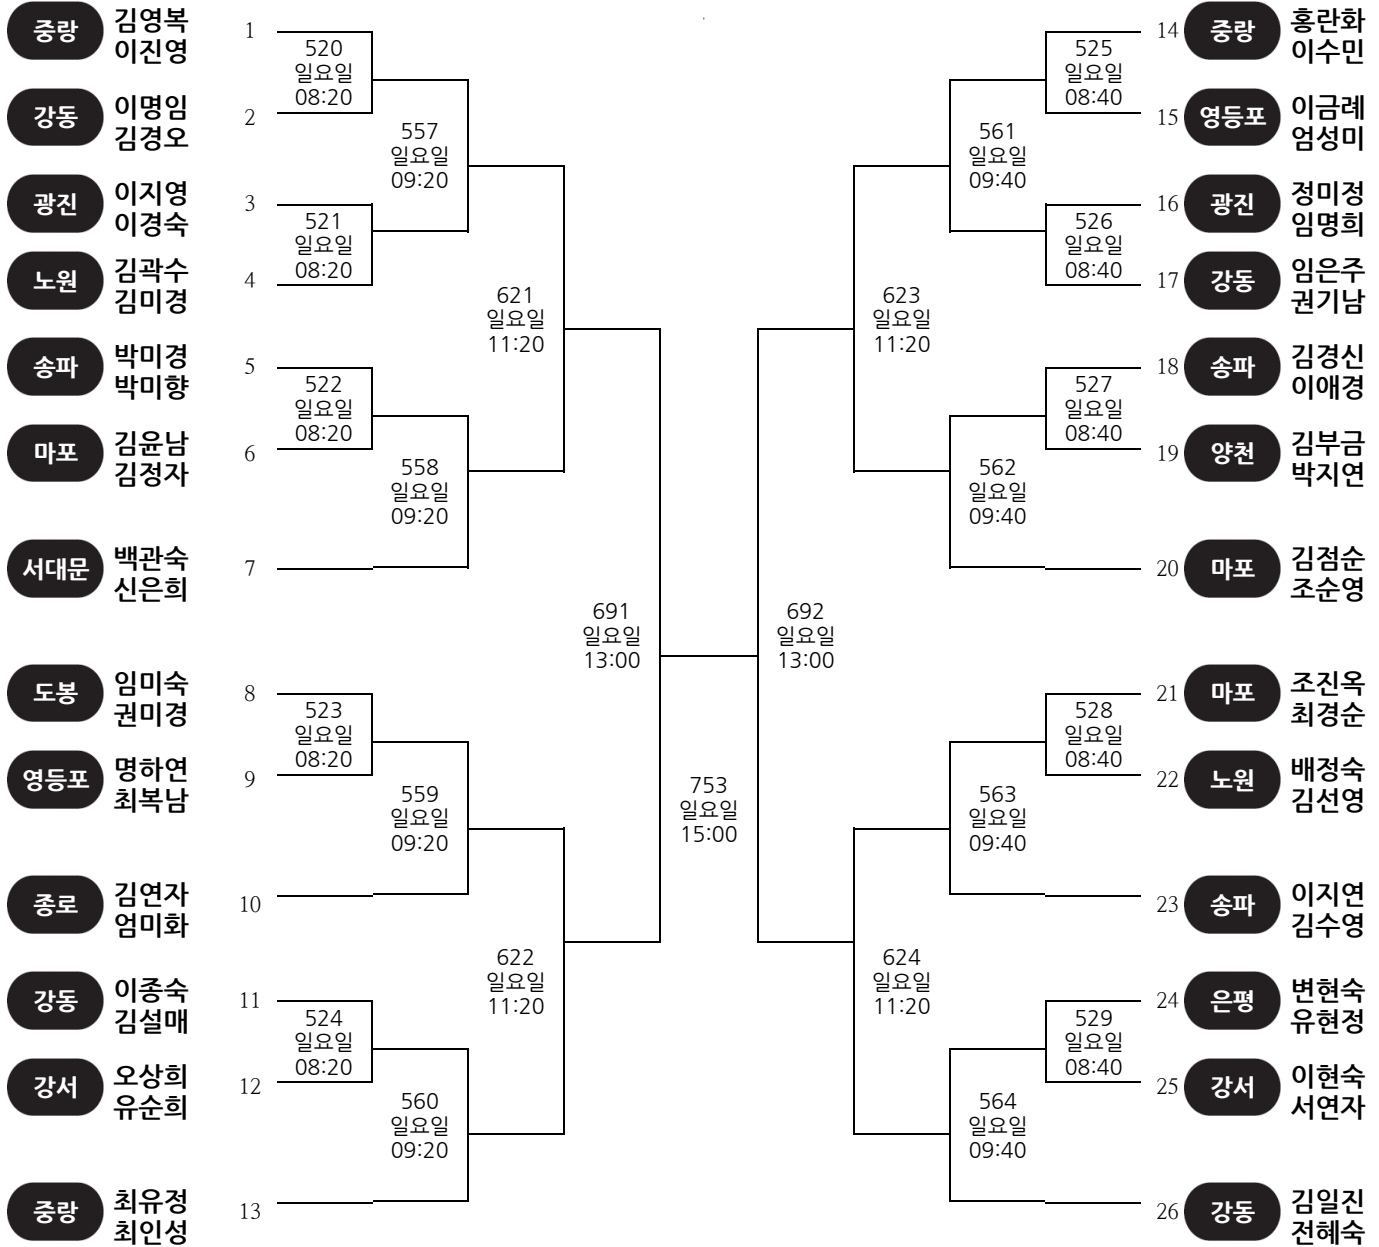 중랑 김영복 1
이진영
강동 이명임 2
김경오
광진 이지영 3
이경숙
노원 김곽수 4
김미경
송파 박미경 5
박미향
마포 김윤남 6
김정자
서대문 백관숙 7
신은희
도봉 임미숙 8
권미경
영등포 명하연 9
최복남
종로 김연자 10
엄미화
강동 이종숙 11
김설매
강서 오상희 12
유순희
중랑 최유정 13
최인성
520
일요일
08:20
521
일요일
08:20
522
일요일
08:20
523
일요일
08:20
524
일요일
08:20
557
일요일
09:20
558
일요일
09:20
559
일요일
09:20
560
일요일
09:20
621
일요일
11:20
622
일요일
11:20
691
일요일
13:00
753
일요일
15:00
692
일요일
13:00
623
일요일
11:20
624
일요일
11:20
561
일요일
09:40
562
일요일
09:40
563
일요일
09:40
564
일요일
09:40
525
일요일
08:40
526
일요일
08:40
527
일요일
08:40
528
일요일
08:40
529
일요일
08:40
14 중랑 홍란화
이수민
15 영등포 이금례
엄성미
16 광진 정미정
임명희
17 강동 임은주
권기남
18 송파 김경신
이애경
19 양천 김부금
박지연
20 마포 김점순
조순영
21 마포 조진옥
최경순
22 노원 배정숙
김선영
23 송파 이지연
김수영
24 은평 변현숙
유현정
25 강서 이현숙
서연자
26 강동 김일진
전혜숙